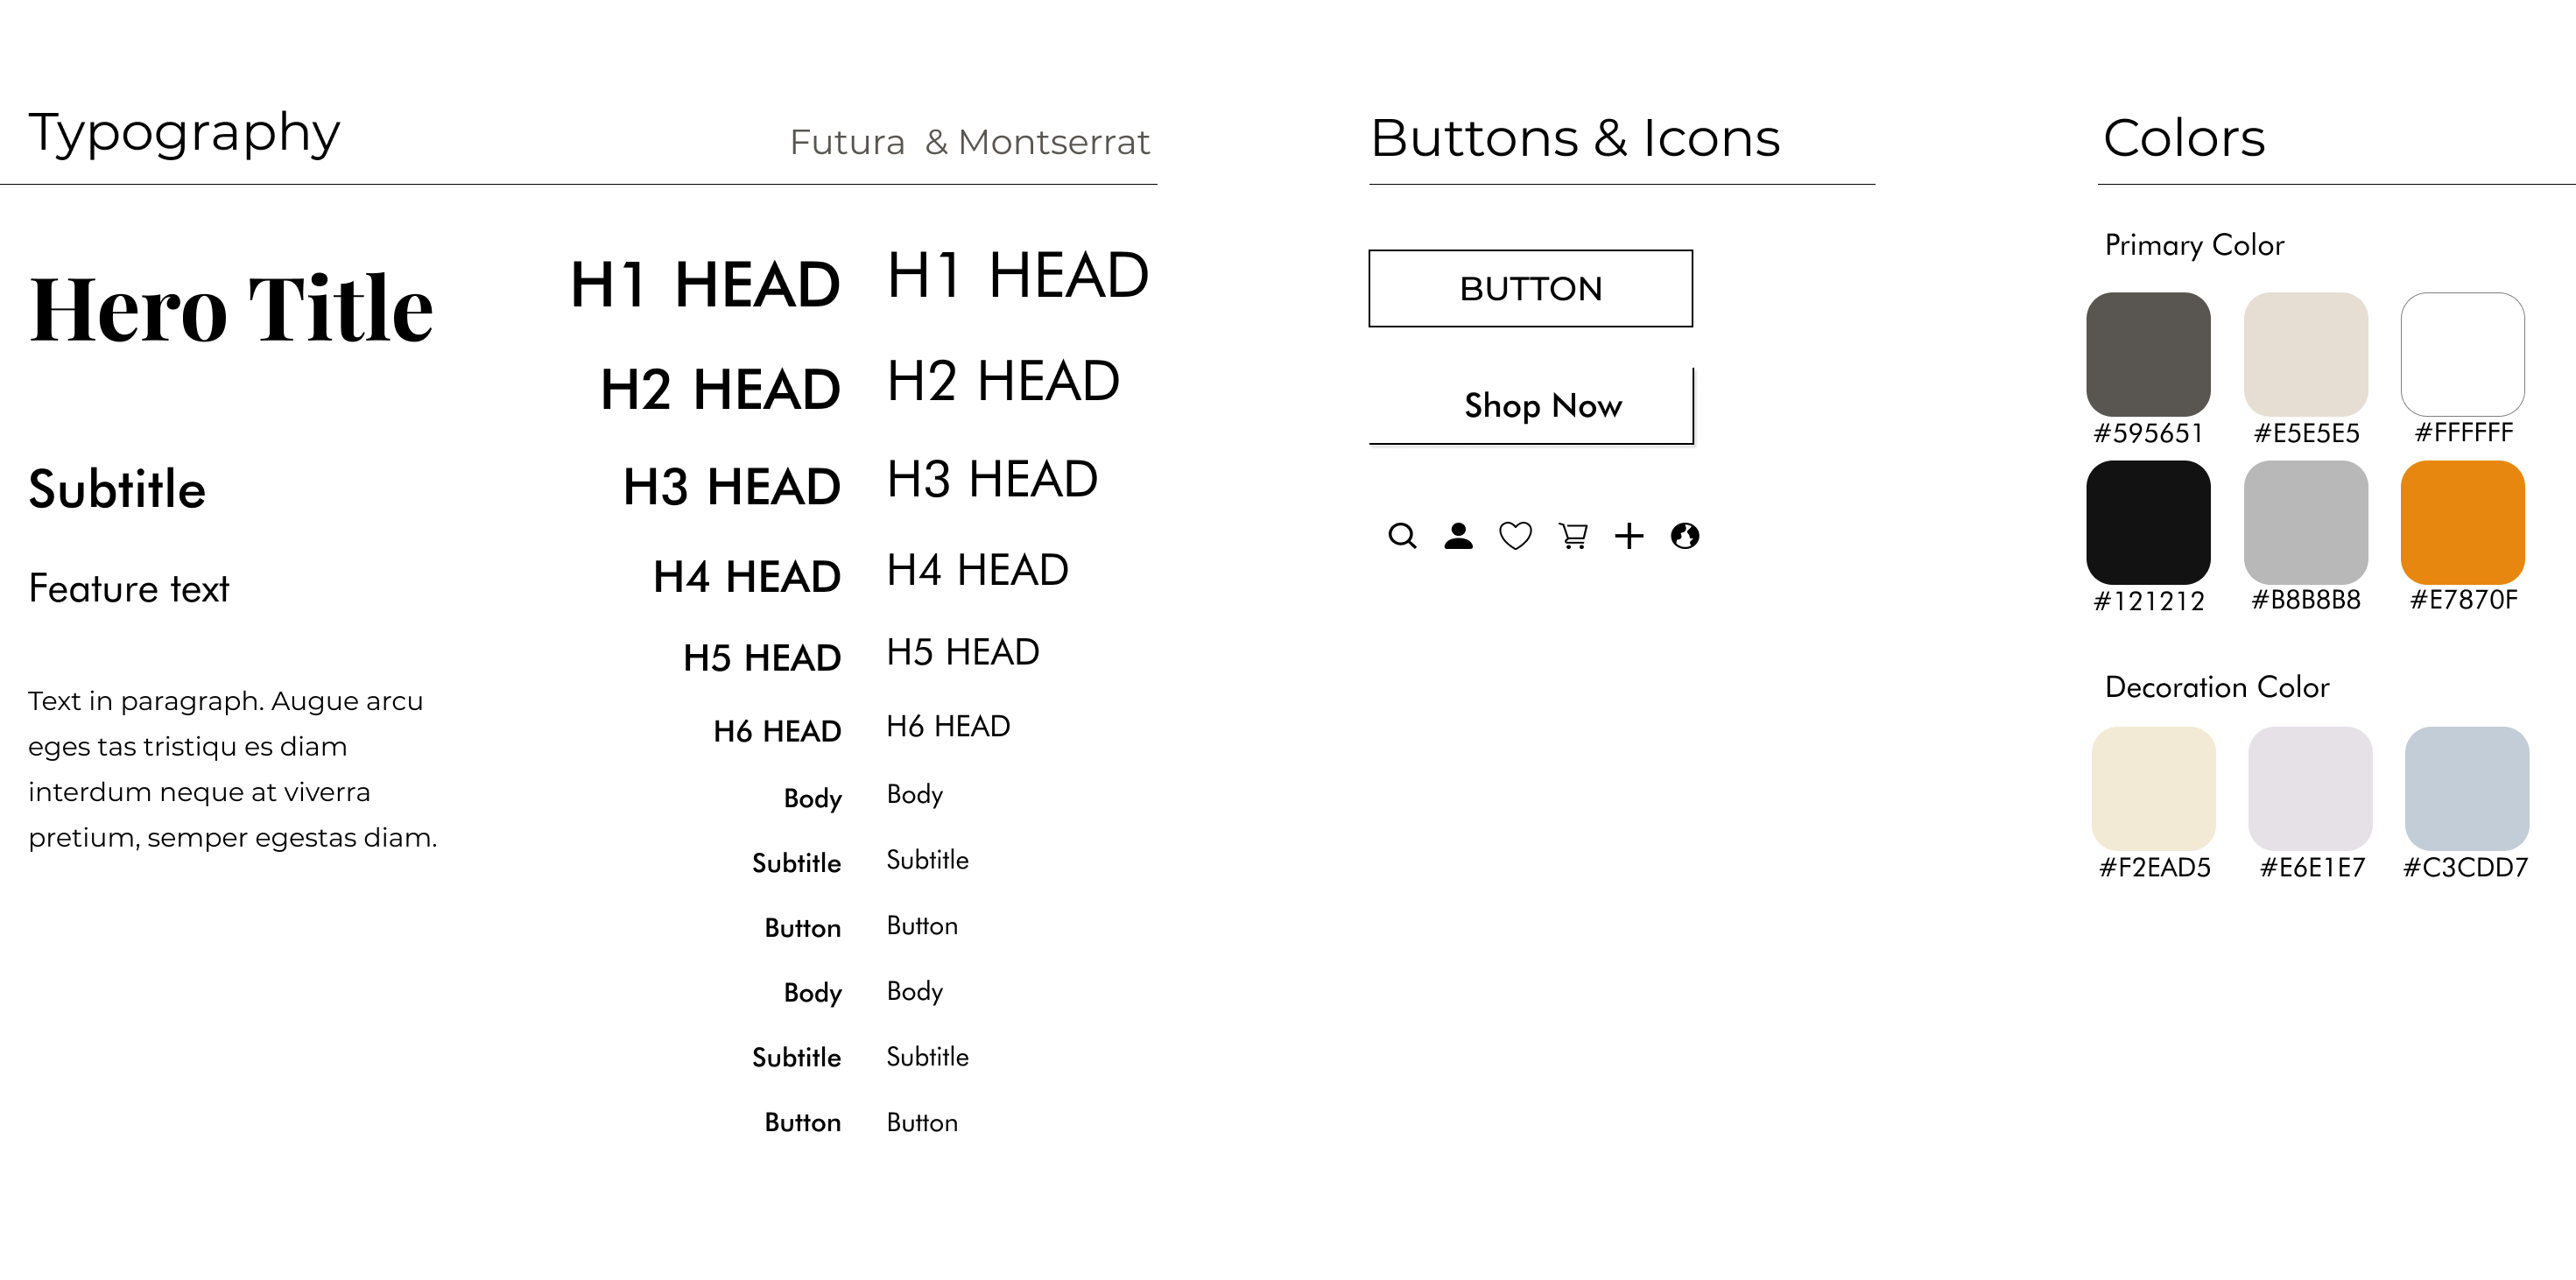 Typography
Futura & Montserrat
Hero Title
Subtitle
Feature text
Text in paragraph. Augue arcu
eges tas tristiqu es diam
interdum neque at viverra
pretium, semper egestas diam.
H1 HEAD H1 HEAD
H2 HEAD H2 HEAD
H3 HEAD H3 HEAD
H4 HEAD H4 HEAD
H5 HEAD H5 HEAD
H6 HEAD H6 HEAD
Body Body
Subtitle Subtitle
Button Button
Body Body
Subtitle Subtitle
Button Button
Buttons & Icons
BUTTON
Shop Now
Colors
Primary Color
#595651 #E5E5E5 #FFFFFF
#121212 #B8B8B8 #E7870F
Decoration Color
#F2EAD5 #E6E1E7 #C3CDD7